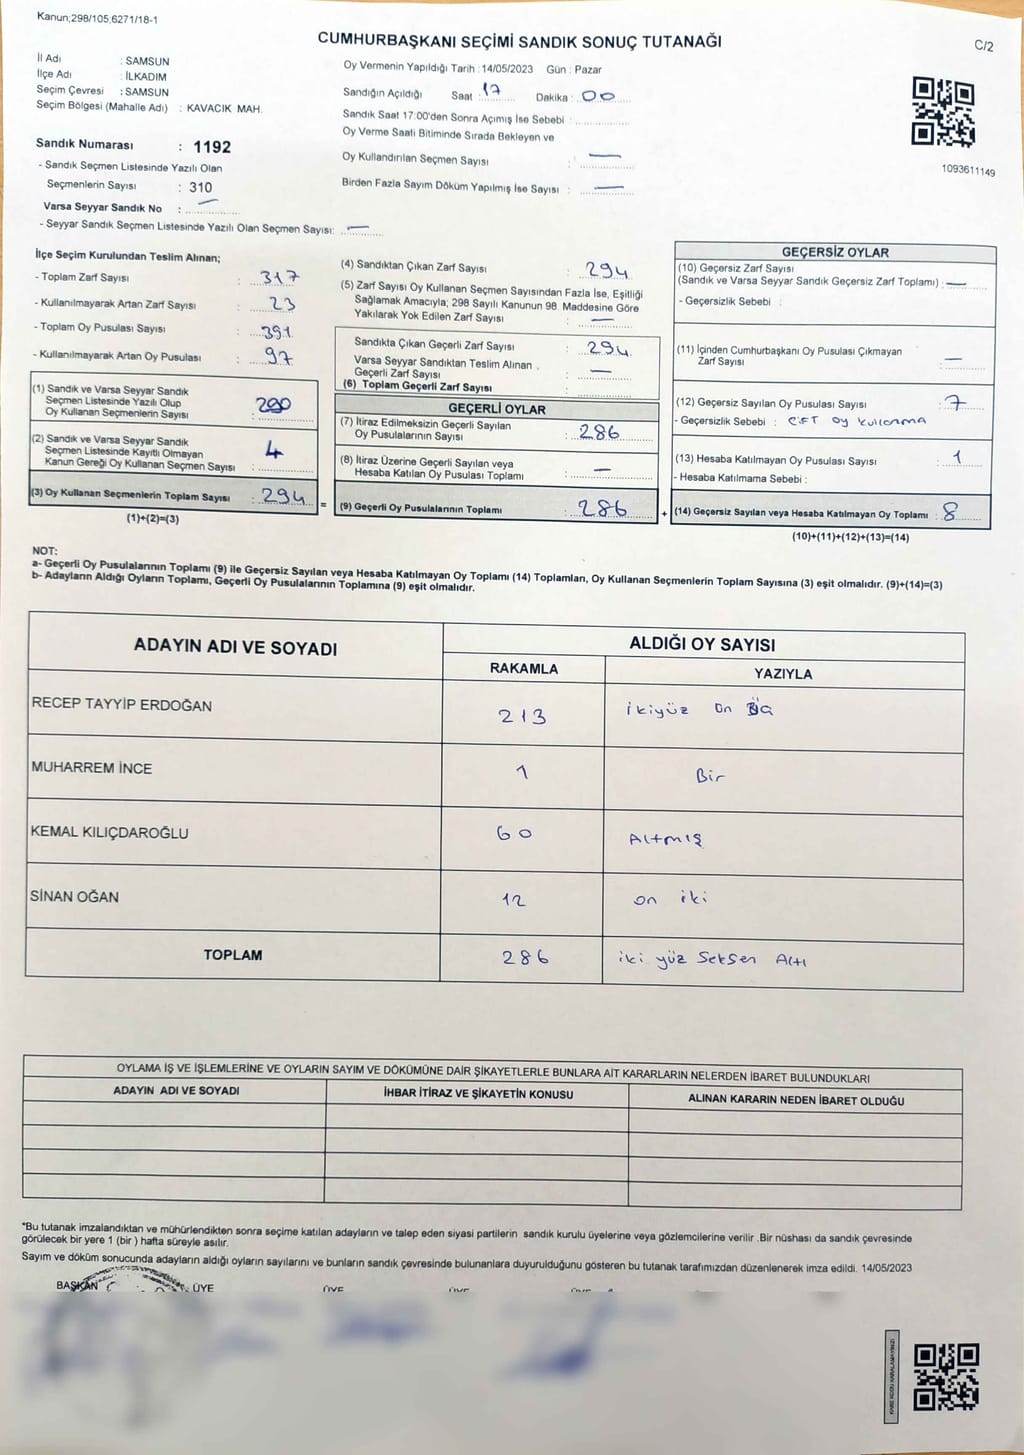 Kanun;298/105;6271/18-1
CUMHURBAŞKANI SEÇİMİ SANDIK SONUÇ TUTANAĞI
C/2
İl Adı : SAMSUN
İlçe Adı : İLKADIM
Seçim Çevresi : SAMSUN
Seçim Bölgesi (Mahalle Adı) : KAVACIK MAH.
Sandık Numarası : 1192
- Sandık Seçmen Listesinde Yazılı Olan
Seçmenlerin Sayısı : 310
Varsa Seyyar Sandık No : —
- Seyyar Sandık Seçmen Listesinde Yazılı Olan Seçmen Sayısı: —
Oy Vermenin Yapıldığı Tarih : 14/05/2023 Gün : Pazar
Sandığın Açıldığı Saat : 17 Dakika : 00
Sandık Saat 17:00'den Sonra Açımış İse Sebebi :
Oy Verme Saati Bitiminde Sırada Bekleyen ve
Oy Kullandırılan Seçmen Sayısı : —
Birden Fazla Sayım Döküm Yapılmış İse Sayısı : —
1093611149
İlçe Seçim Kurulundan Teslim Alınan;
- Toplam Zarf Sayısı : 317
- Kullanılmayarak Artan Zarf Sayısı : 23
- Toplam Oy Pusulası Sayısı : 391
- Kullanılmayarak Artan Oy Pusulası : 97
(1) Sandık ve Varsa Seyyar Sandık
Seçmen Listesinde Yazılı Olup
Oy Kullanan Seçmenlerin Sayısı : 290
(2) Sandık ve Varsa Seyyar Sandık
Seçmen Listesinde Kayıtlı Olmayan
Kanun Gereği Oy Kullanan Seçmen Sayısı : 4
(3) Oy Kullanan Seçmenlerin Toplam Sayısı : 294
(1)+(2)=(3)
=
(4) Sandıktan Çıkan Zarf Sayısı : 294
(5) Zarf Sayısı Oy Kullanan Seçmen Sayısından Fazla İse, Eşitliği
Sağlamak Amacıyla; 298 Sayılı Kanunun 98. Maddesine Göre
Yakılarak Yok Edilen Zarf Sayısı : —
Sandıkta Çıkan Geçerli Zarf Sayısı : 294
Varsa Seyyar Sandıktan Teslim Alınan
Geçerli Zarf Sayısı : —
(6) Toplam Geçerli Zarf Sayısı :
GEÇERLİ OYLAR
(7) İtiraz Edilmeksizin Geçerli Sayılan
Oy Pusulalarının Sayısı : 286
(8) İtiraz Üzerine Geçerli Sayılan veya
Hesaba Katılan Oy Pusulası Toplamı : —
(9) Geçerli Oy Pusulalarının Toplamı : 286
+
GEÇERSİZ OYLAR
(10) Geçersiz Zarf Sayısı
(Sandık ve Varsa Seyyar Sandık Geçersiz Zarf Toplamı) : —
- Geçersizlik Sebebi :
(11) İçinden Cumhurbaşkanı Oy Pusulası Çıkmayan
Zarf Sayısı : —
(12) Geçersiz Sayılan Oy Pusulası Sayısı : 7
- Geçersizlik Sebebi : ÇİFT oy kullanma
(13) Hesaba Katılmayan Oy Pusulası Sayısı : 1
- Hesaba Katılmama Sebebi :
(14) Geçersiz Sayılan veya Hesaba Katılmayan Oy Toplamı : 8
(10)+(11)+(12)+(13)=(14)
NOT:
a- Geçerli Oy Pusulalarının Toplamı (9) ile Geçersiz Sayılan veya Hesaba Katılmayan Oy Toplamı (14) Toplamları, Oy Kullanan Seçmenlerin Toplam Sayısına (3) eşit olmalıdır. (9)+(14)=(3)
b- Adayların Aldığı Oyların Toplamı, Geçerli Oy Pusulalarının Toplamına (9) eşit olmalıdır.
ADAYIN ADI VE SOYADI ALDIĞI OY SAYISI
RAKAMLA YAZIYLA
RECEP TAYYİP ERDOĞAN 213 ikiyüz on
MUHARREM İNCE 1 Bir
KEMAL KILIÇDAROĞLU 60 Altmış
SİNAN OĞAN 12 on iki
TOPLAM 286 iki yüz Seksen Altı
OYLAMA İŞ VE İŞLEMLERİNE VE OYLARIN SAYIM VE DÖKÜMÜNE DAİR ŞİKAYETLERLE BUNLARA AİT KARARLARIN NELERDEN İBARET BULUNDUKLARI
ADAYIN ADI VE SOYADI İHBAR İTİRAZ VE ŞİKAYETİN KONUSU ALINAN KARARIN NEDEN İBARET OLDUĞU
*Bu tutanak imzalandıktan ve mühürlendikten sonra seçime katılan adayların ve talep eden siyasi partilerin sandık kurulu üyelerine veya gözlemcilerine verilir .Bir nüshası da sandık çevresinde
görülecek bir yere 1 (bir ) hafta süreyle asılır.
Sayım ve döküm sonucunda adayların aldığı oyların sayılarını ve bunların sandık çevresinde bulunanlara duyurulduğunu gösteren bu tutanak tarafımızdan düzenlenerek imza edildi. 14/05/2023
BAŞKAN ÜYE ÜYE ÜYE ÜYE